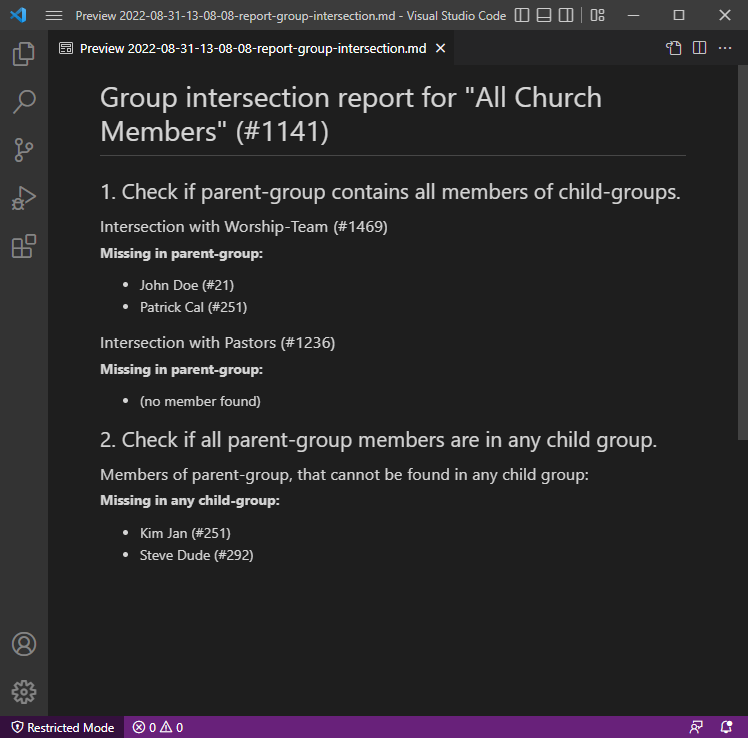 Preview 2022-08-31-13-08-08-report-group-intersection.md - Visual Studio Code
Preview 2022-08-31-13-08-08-report-group-intersection.md
Group intersection report for "All Church
Members" (#1141)
1. Check if parent-group contains all members of child-groups.
Intersection with Worship-Team (#1469)
Missing in parent-group:
• John Doe (#21)
• Patrick Cal (#251)
Intersection with Pastors (#1236)
Missing in parent-group:
• (no member found)
2. Check if all parent-group members are in any child group.
Members of parent-group, that cannot be found in any child group:
Missing in any child-group:
• Kim Jan (#251)
• Steve Dude (#292)
Restricted Mode 0 0